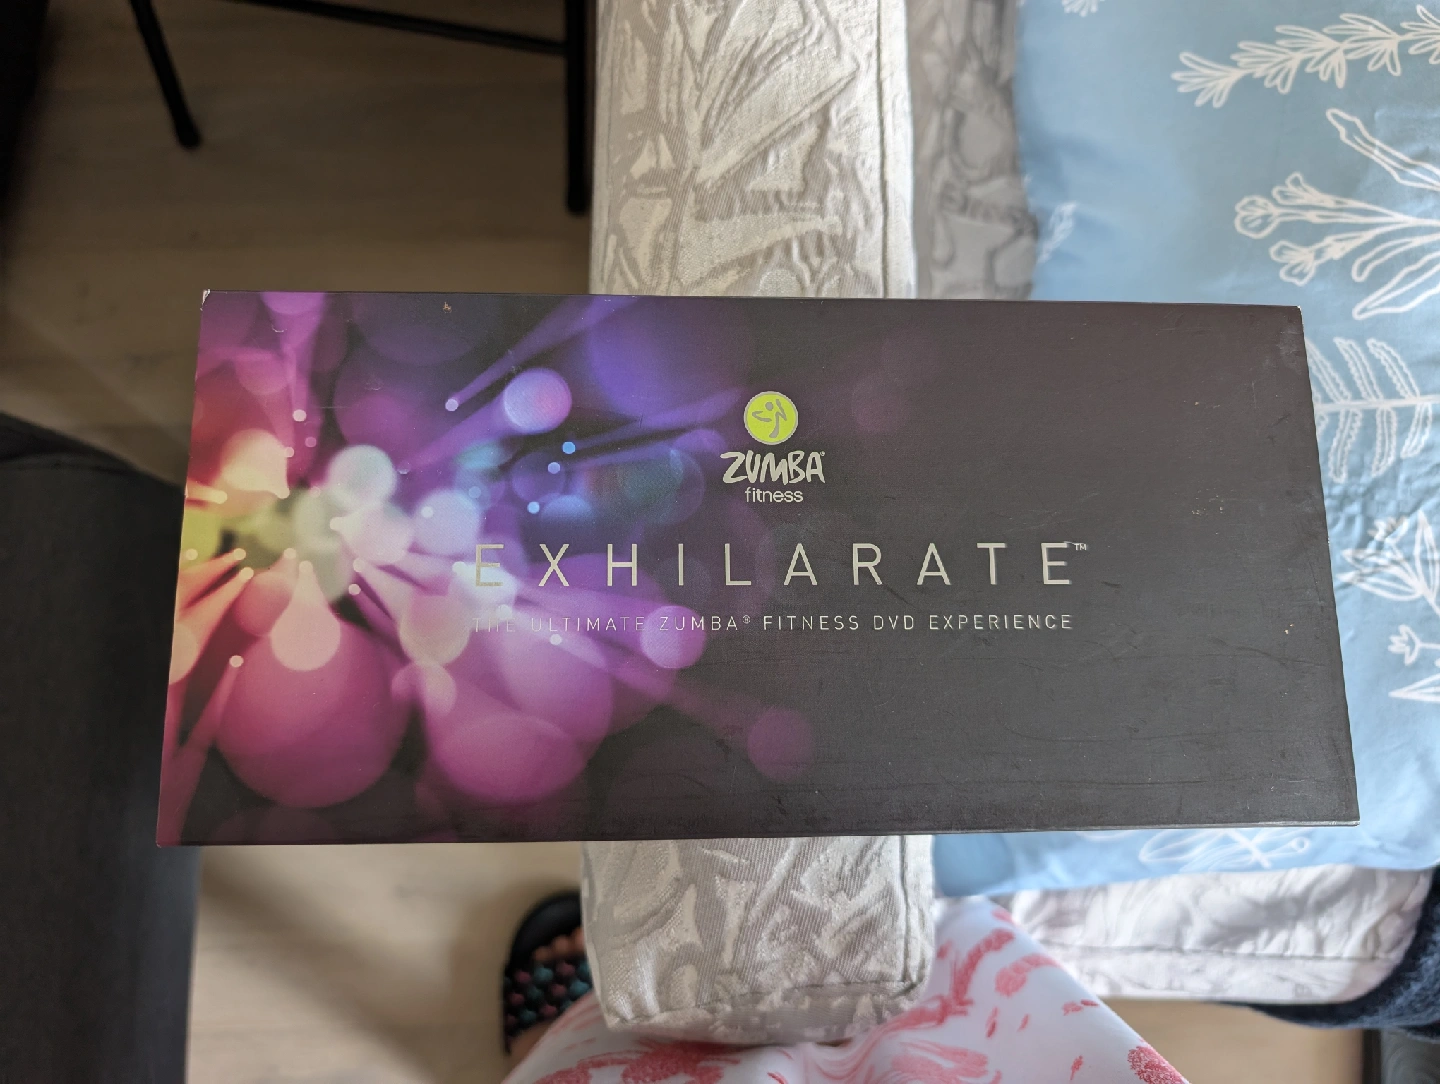 ZUMBA®
fitness
EXHILARATE™
THE ULTIMATE ZUMBA® FITNESS DVD EXPERIENCE